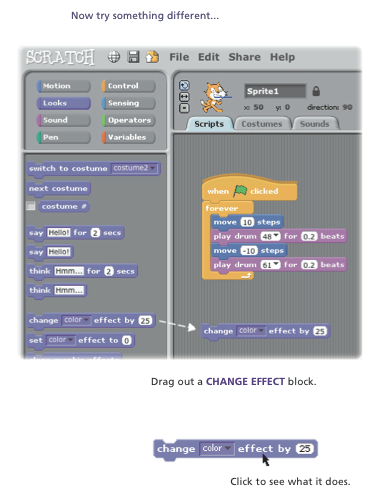 Now try something different...
SCRATCH File Edit Share Help
Motion Control
Looks Sensing
Sound Operators
Pen Variables
Sprite1
x: 50 y: 0 direction: 90
Scripts Costumes Sounds
switch to costume costume2
next costume
costume #
say Hello! for 2 secs
say Hello!
think Hmm... for 2 secs
think Hmm...
change color effect by 25
set color effect to 0
when clicked
forever
move 10 steps
play drum 48 for 0.2 beats
move -10 steps
play drum 61 for 0.2 beats
change color effect by 25
Drag out a CHANGE EFFECT block.
change color effect by 25
Click to see what it does.